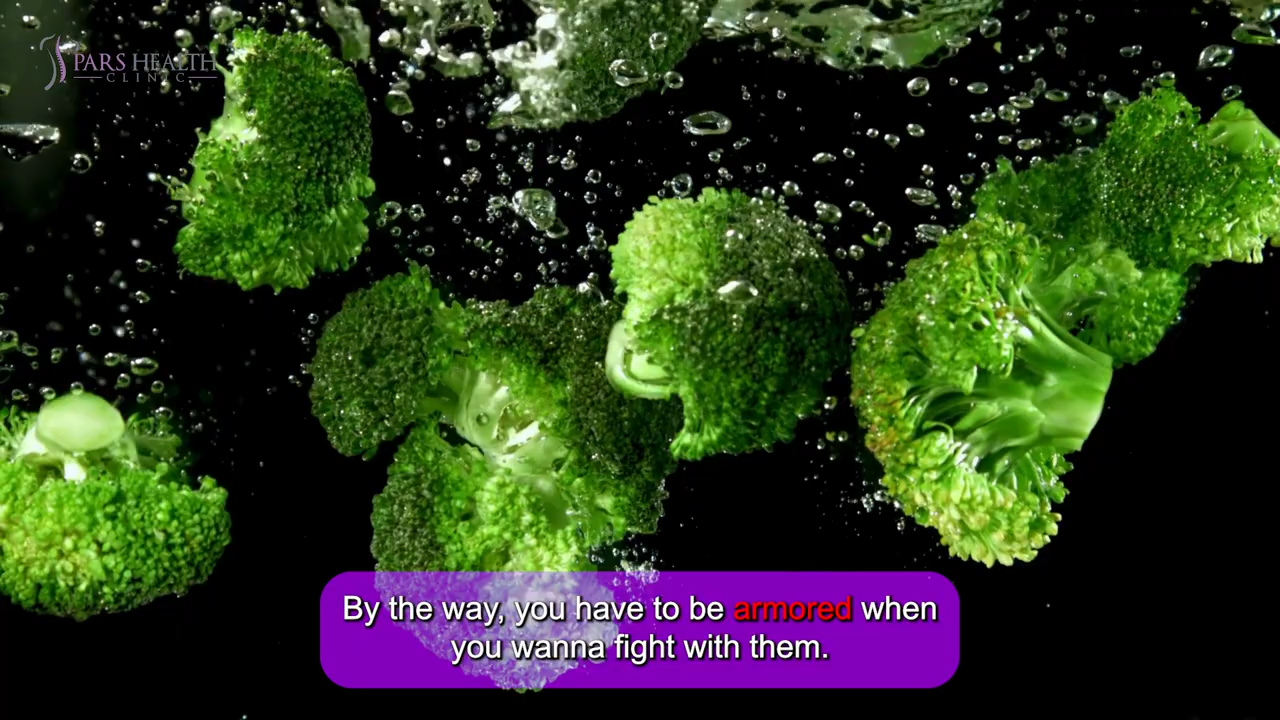 PARS HEALTH
CLINIC
By the way, you have to be armored when
you wanna fight with them.